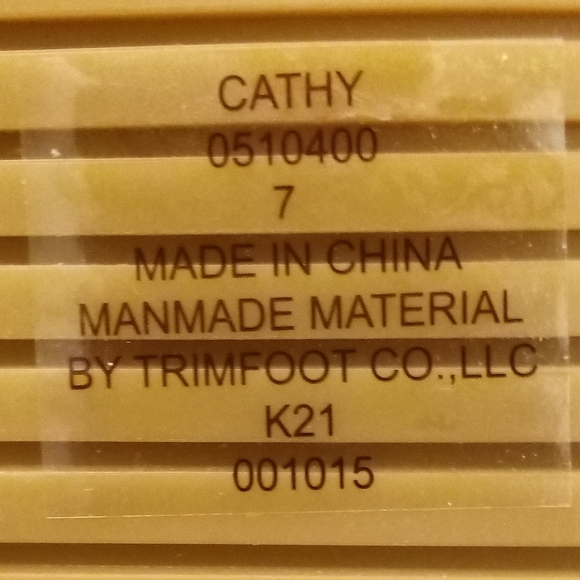 CATHY
0510400
7
MADE IN CHINA
MANMADE MATERIAL
BY TRIMFOOT CO.,LLC
K21
001015